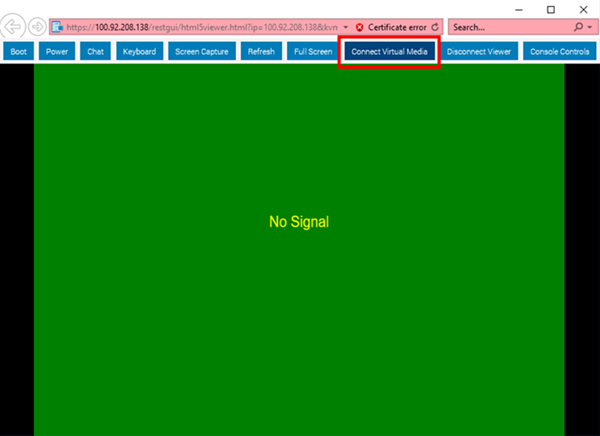 https://100.92.208.138/restgui/html5viewer.html?ip=100.92.208.138&kvn Certificate error Search...
Boot Power Chat Keyboard Screen Capture Refresh Full Screen Connect Virtual Media Disconnect Viewer Console Controls
No Signal